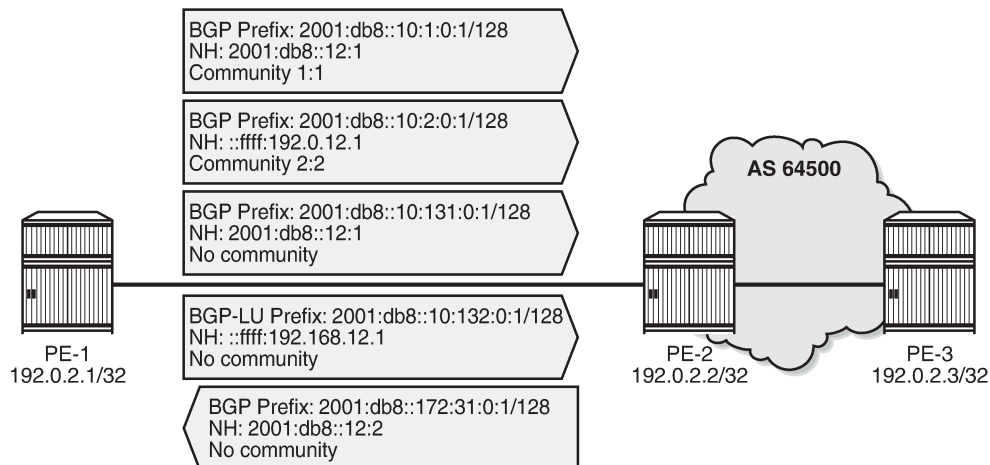 BGP Prefix: 2001:db8::10:1:0:1/128
NH: 2001:db8::12:1
Community 1:1
BGP Prefix: 2001:db8::10:2:0:1/128
NH: ::ffff:192.0.12.1
Community 2:2
BGP Prefix: 2001:db8::10:131:0:1/128
NH: 2001:db8::12:1
No community
AS 64500
BGP-LU Prefix: 2001:db8::10:132:0:1/128
NH: ::ffff:192.168.12.1
No community
BGP Prefix: 2001:db8::172:31:0:1/128
NH: 2001:db8::12:2
No community
PE-1
192.0.2.1/32
PE-2
192.0.2.2/32
PE-3
192.0.2.3/32